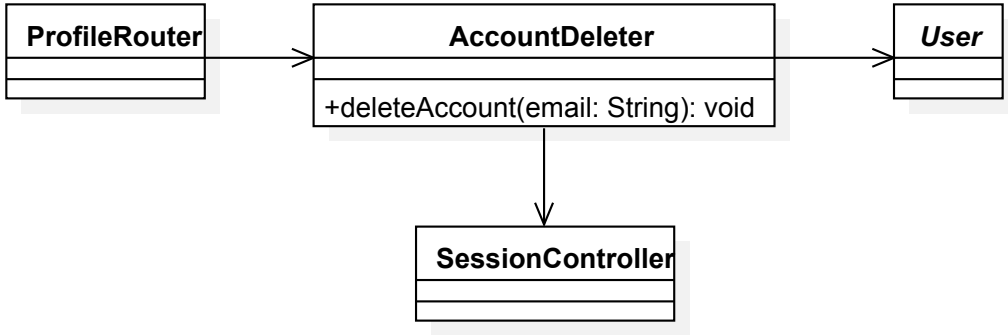 ProfileRouter
AccountDeleter
User
+deleteAccount(email: String): void
SessionController